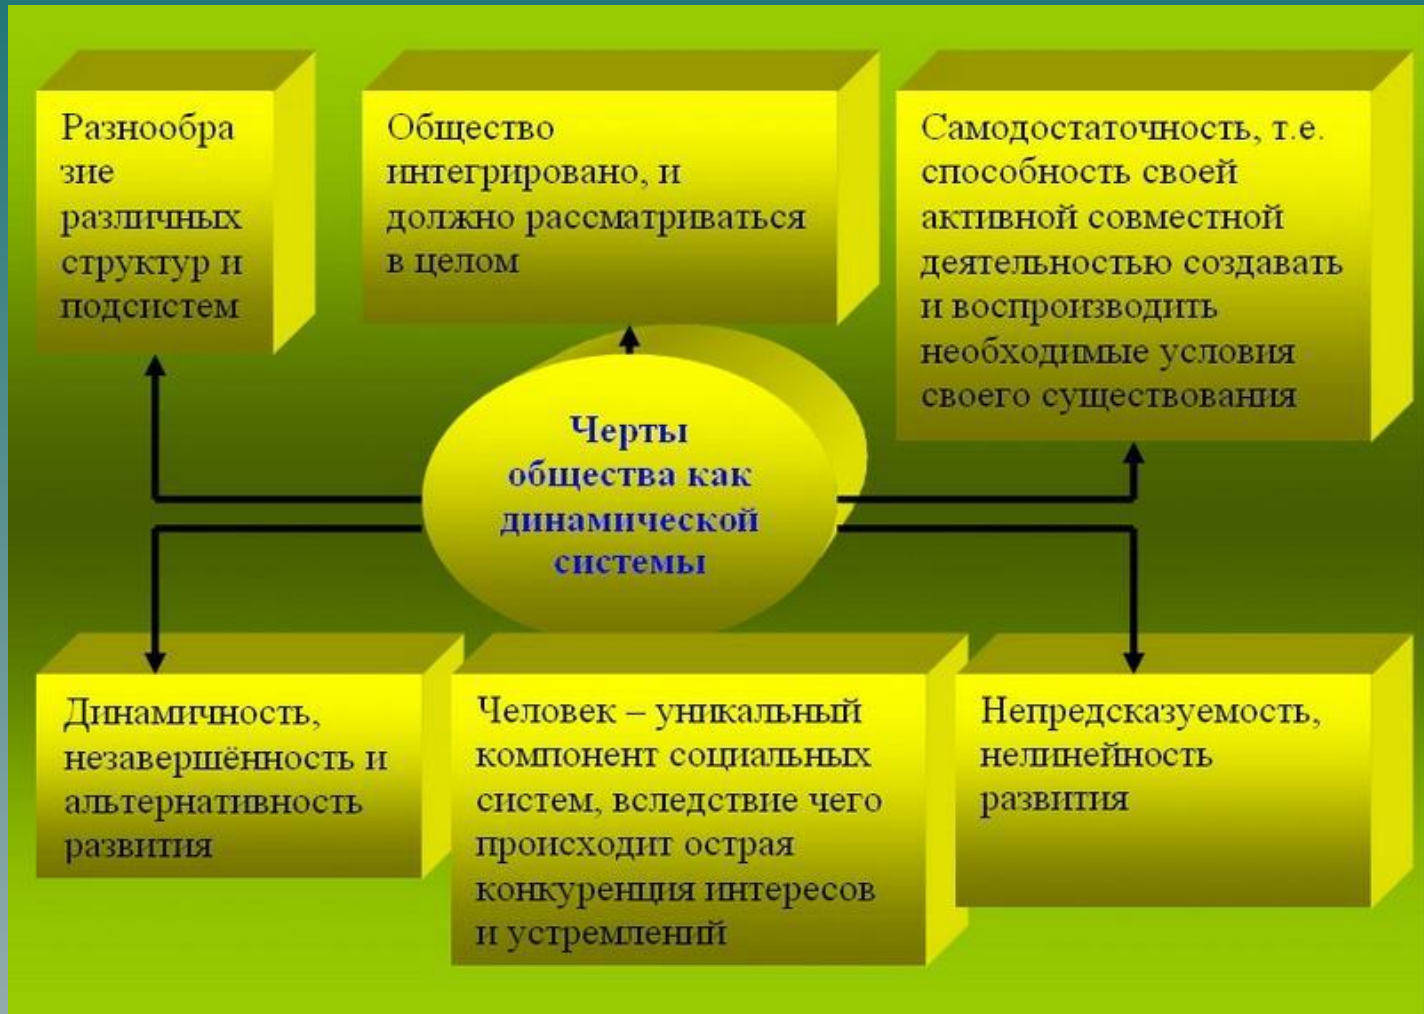 Разнообра
зие
различных
структур и
подсистем
Общество
интегрировано, и
должно рассматриваться
в целом
Самодостаточность, т.е.
способность своей
активной совместной
деятельностью создавать
и воспроизводить
необходимые условия
своего существования
Черты
общества как
динамической
системы
Динамичность,
незавершённость и
альтернативность
развития
Человек – уникальный
компонент социальных
систем, вследствие чего
происходит острая
конкуренция интересов
и устремлений
Непредсказуемость,
нелинейность
развития